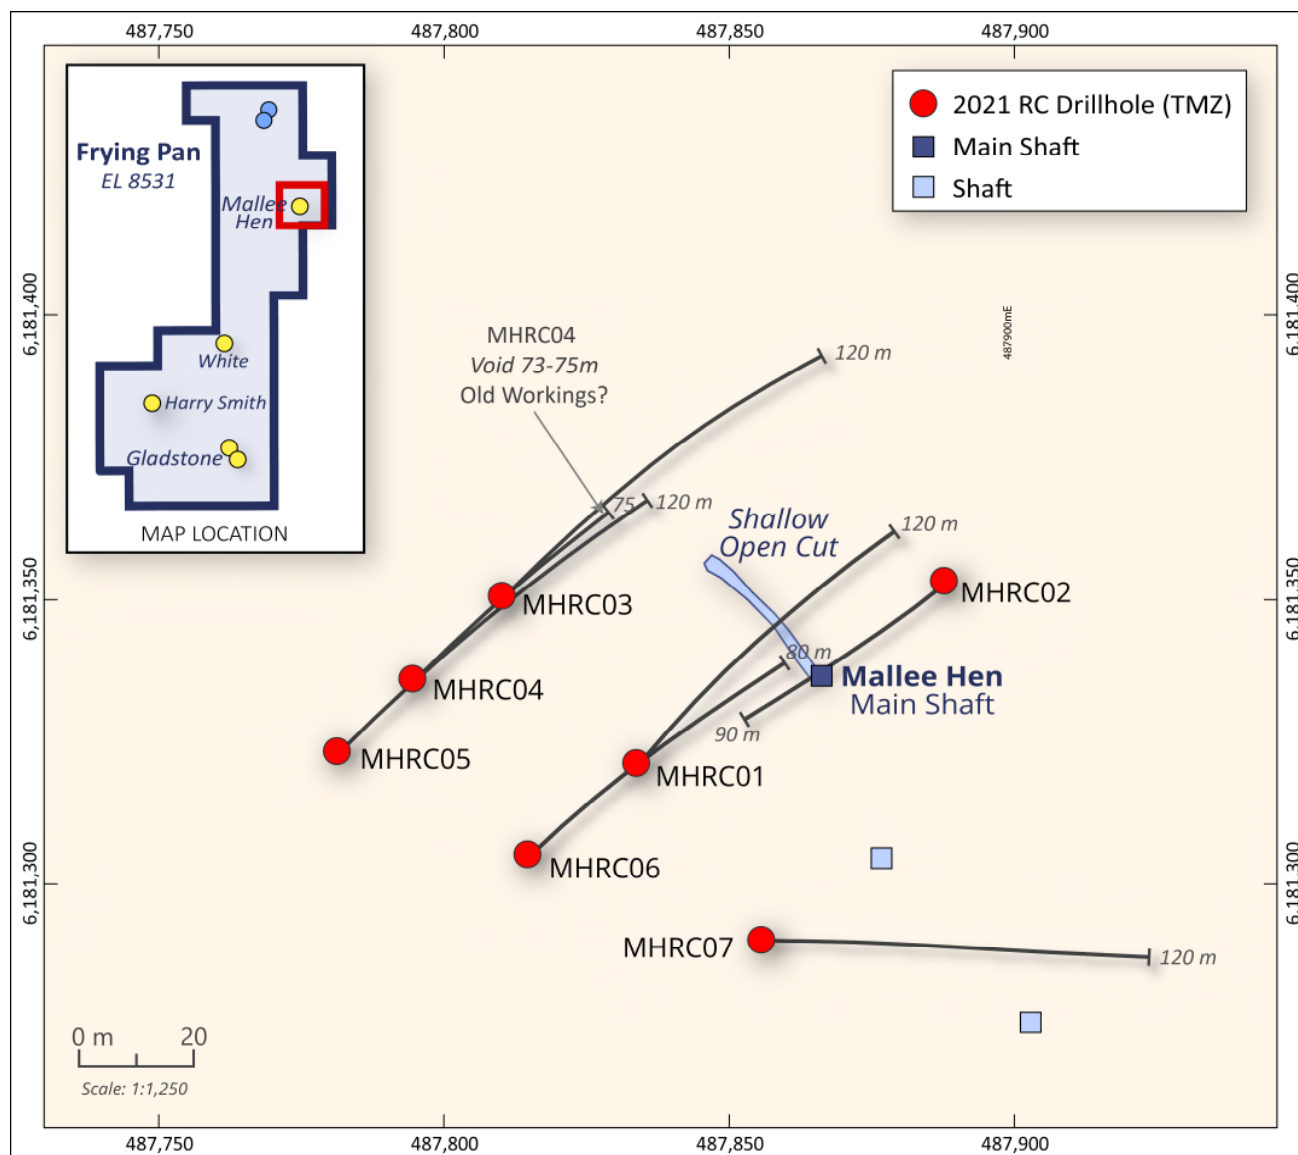 487,750
487,800
487,850
487,900
2021 RC Drillhole (TMZ)
Main Shaft
Shaft
Frying Pan
EL 8531
Mallee
Hen
White
Harry Smith
Gladstone
MAP LOCATION
6,181,400
6,181,400
487900mE
MHRC04
Void 73-75m
Old Workings?
120 m
75
120 m
Shallow
Open Cut
120 m
6,181,350
6,181,350
MHRC03
MHRC02
80 m
Mallee Hen
Main Shaft
MHRC04
90 m
MHRC05
MHRC01
MHRC06
6,181,300
6,181,300
MHRC07
120 m
0 m
20
Scale: 1:1,250
487,750
487,800
487,850
487,900